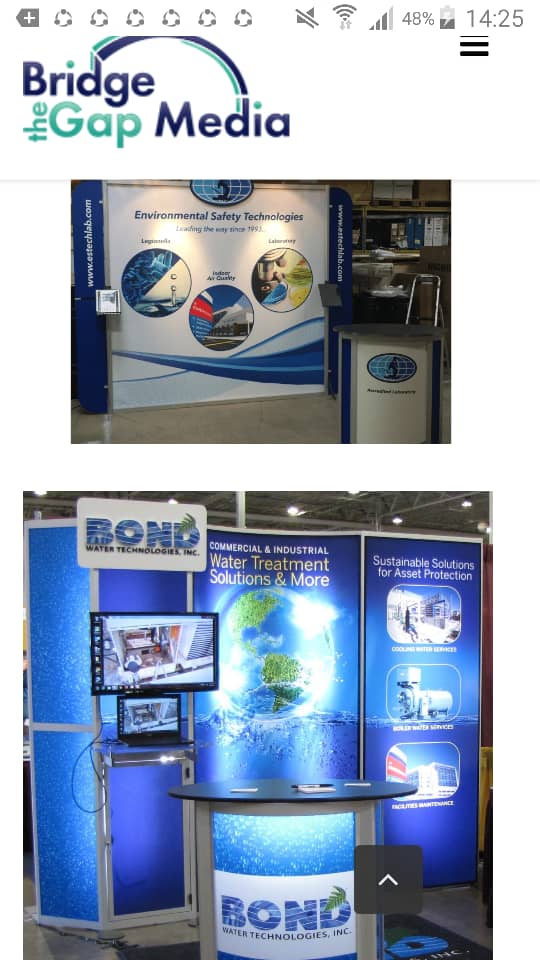 48% 14:25
Bridge
the Gap Media
Environmental Safety Technologies
Leading the way since 1993...
www.estechlab.com
www.estechlab.com
Legionella
Laboratory
Indoor
Air Quality
Accredited Laboratory
BOND
WATER TECHNOLOGIES, INC.
COMMERCIAL & INDUSTRIAL
Water Treatment
Solutions & More
Sustainable Solutions
for Asset Protection
COOLING WATER SERVICES
BOILER WATER SERVICES
FACILITIES MAINTENANCE
BOND
WATER TECHNOLOGIES, INC.
INC.